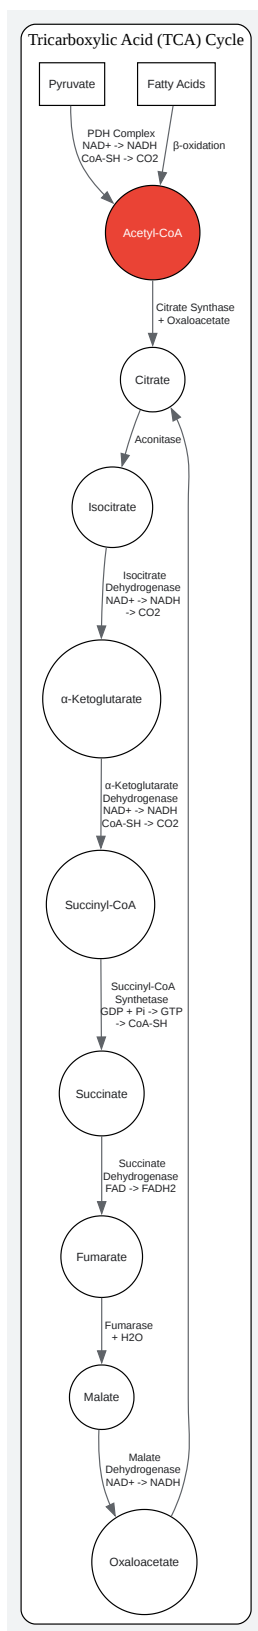 Tricarboxylic Acid (TCA) Cycle
Pyruvate
Fatty Acids
PDH Complex
NAD+ -> NADH
CoA-SH -> CO2
β-oxidation
Acetyl-CoA
Citrate Synthase
+ Oxaloacetate
Citrate
Aconitase
Isocitrate
Isocitrate
Dehydrogenase
NAD+ -> NADH
-> CO2
α-Ketoglutarate
α-Ketoglutarate
Dehydrogenase
NAD+ -> NADH
CoA-SH -> CO2
Succinyl-CoA
Succinyl-CoA
Synthetase
GDP + Pi -> GTP
-> CoA-SH
Succinate
Succinate
Dehydrogenase
FAD -> FADH2
Fumarate
Fumarase
+ H2O
Malate
Malate
Dehydrogenase
NAD+ -> NADH
Oxaloacetate